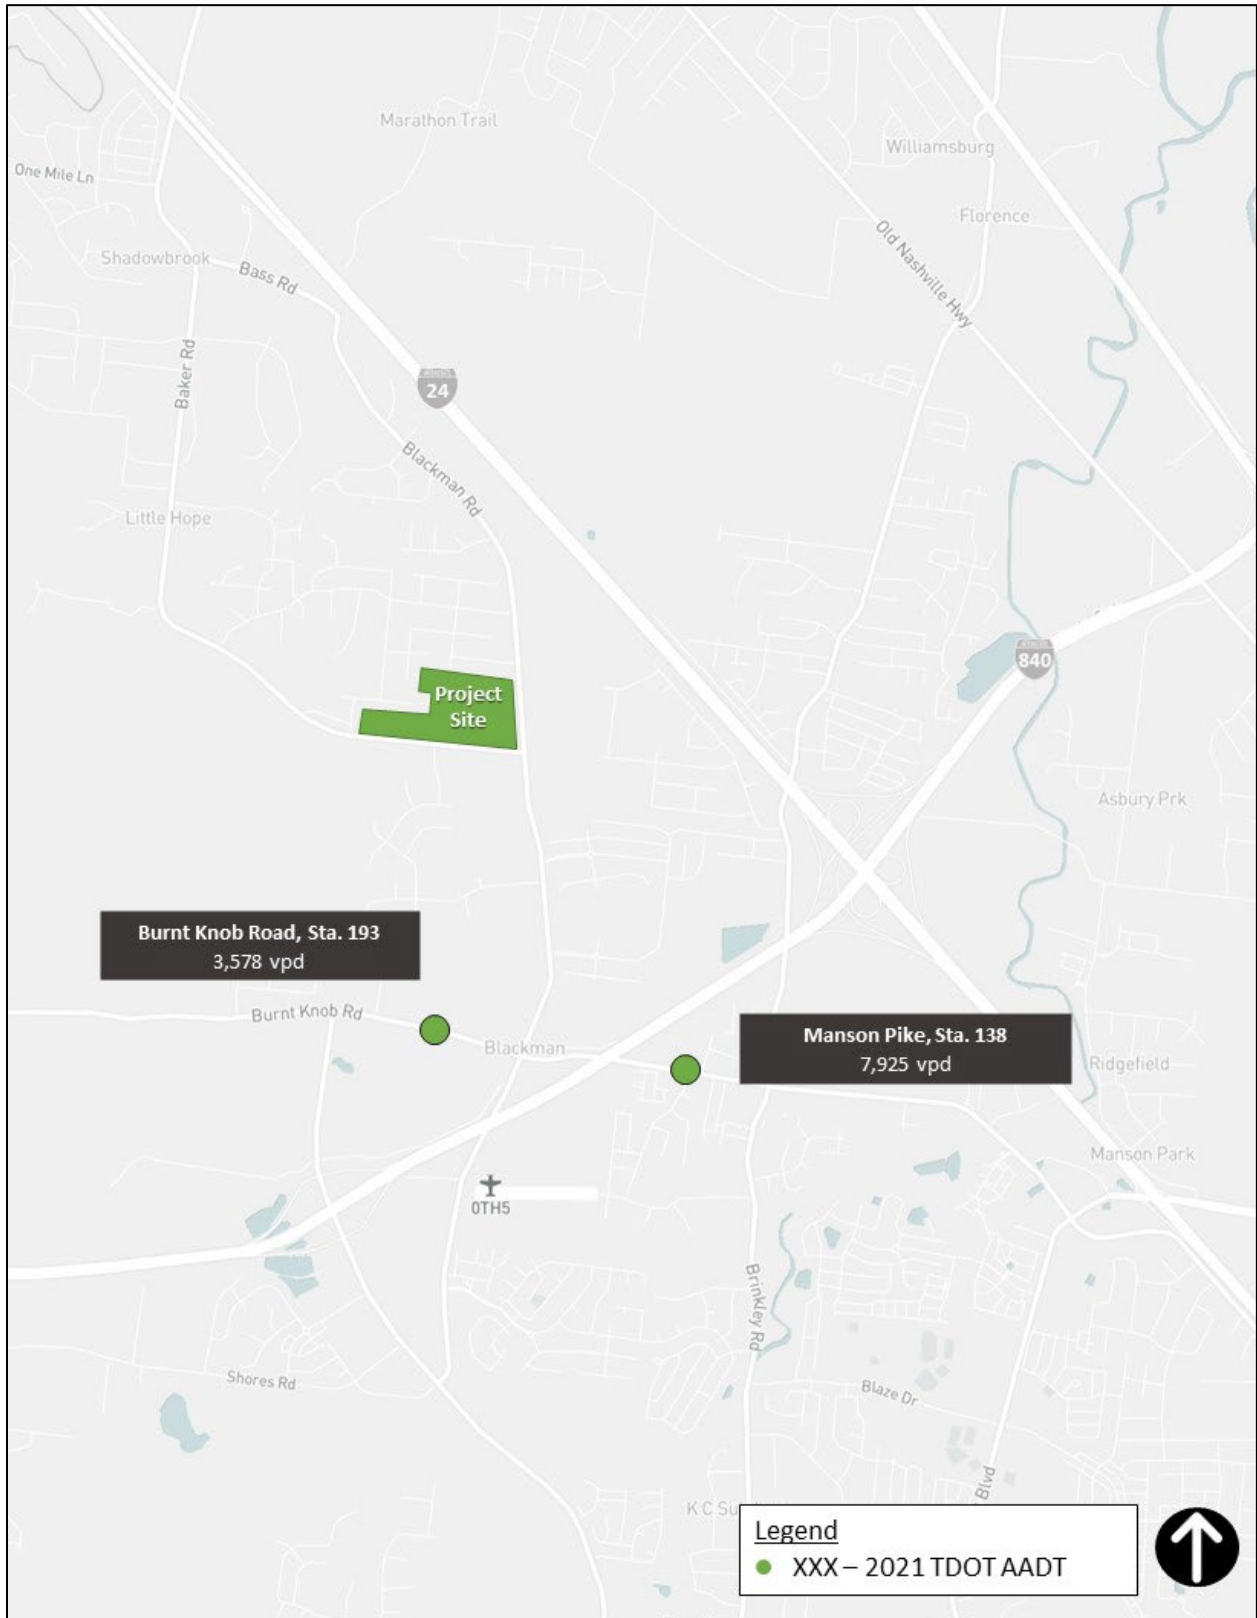 Marathon Trail
Williamsburg
One Mile Ln
Florence
Old Nashville Hwy
Shadowbrook
Bass Rd
Baker Rd
24
Blackman Rd
Little Hope
840
Project
Site
Asbury Prk
Burnt Knob Road, Sta. 193
3,578 vpd
Burnt Knob Rd
Blackman
Manson Pike, Sta. 138
7,925 vpd
Ridgefield
Manson Park
0TH5
Brinkley Rd
Shores Rd
Blaze Dr
Blvd
K C Su
Legend
XXX – 2021 TDOT AADT